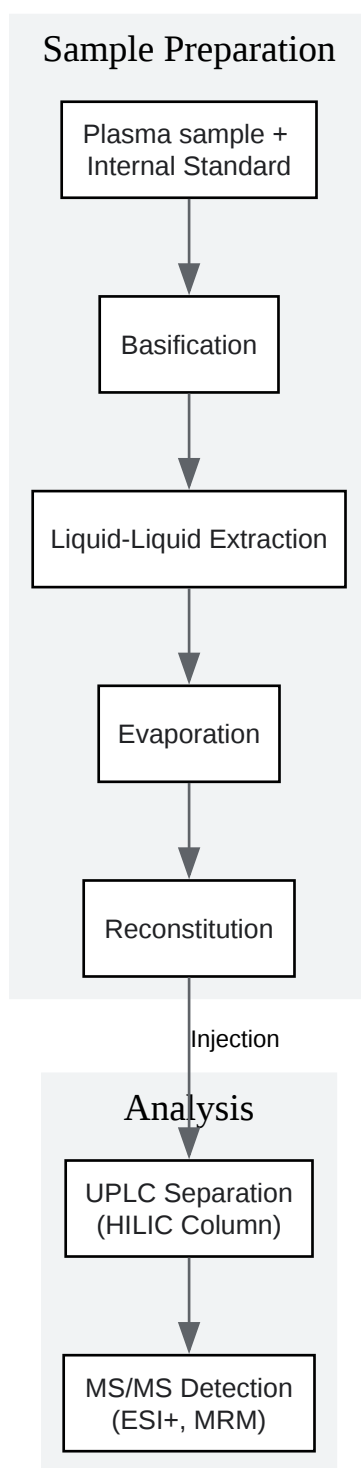 Sample Preparation
Plasma sample +
Internal Standard
Basification
Liquid-Liquid Extraction
Evaporation
Reconstitution
Injection
Analysis
UPLC Separation
(HILIC Column)
MS/MS Detection
(ESI+, MRM)